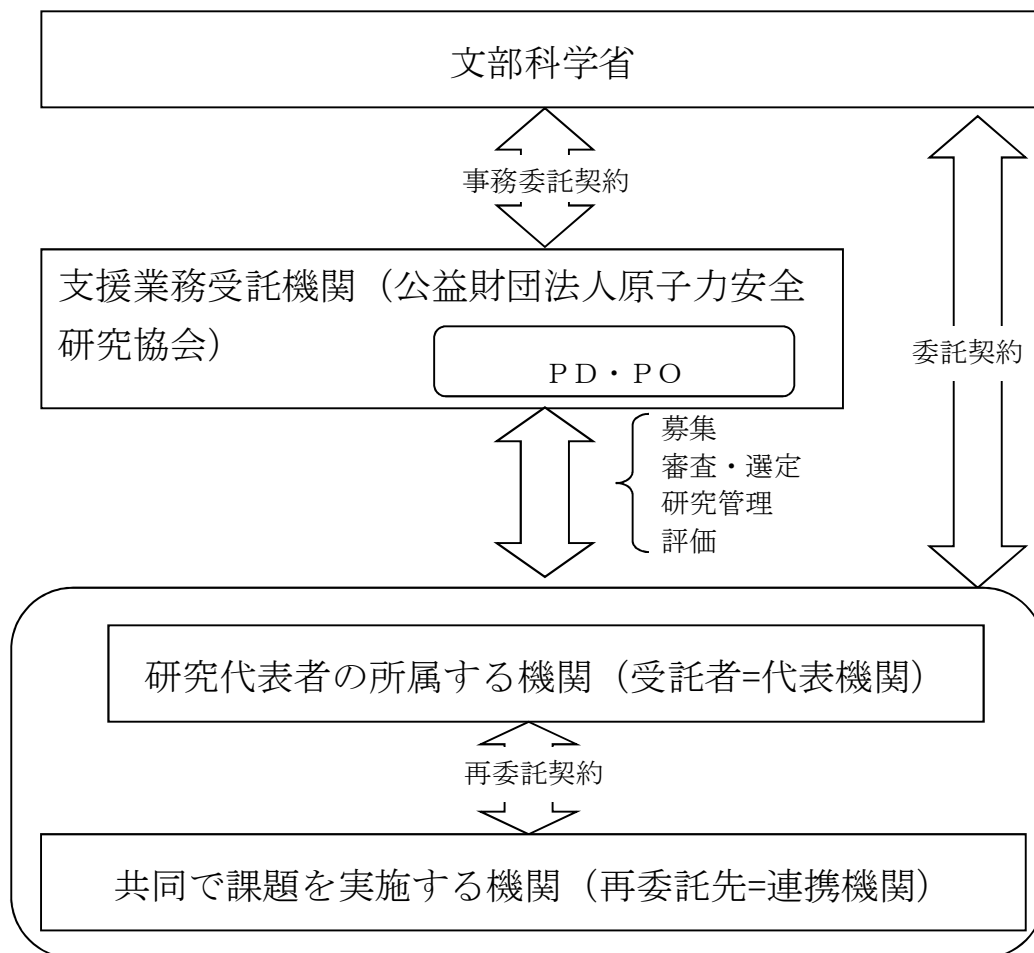 文部科学省
事務委託契約
支援業務受託機関（公益財団法人原子力安全
研究協会）
ＰＤ・ＰＯ
委託契約
募集
審査・選定
研究管理
評価
研究代表者の所属する機関（受託者=代表機関）
再委託契約
共同で課題を実施する機関（再委託先=連携機関）